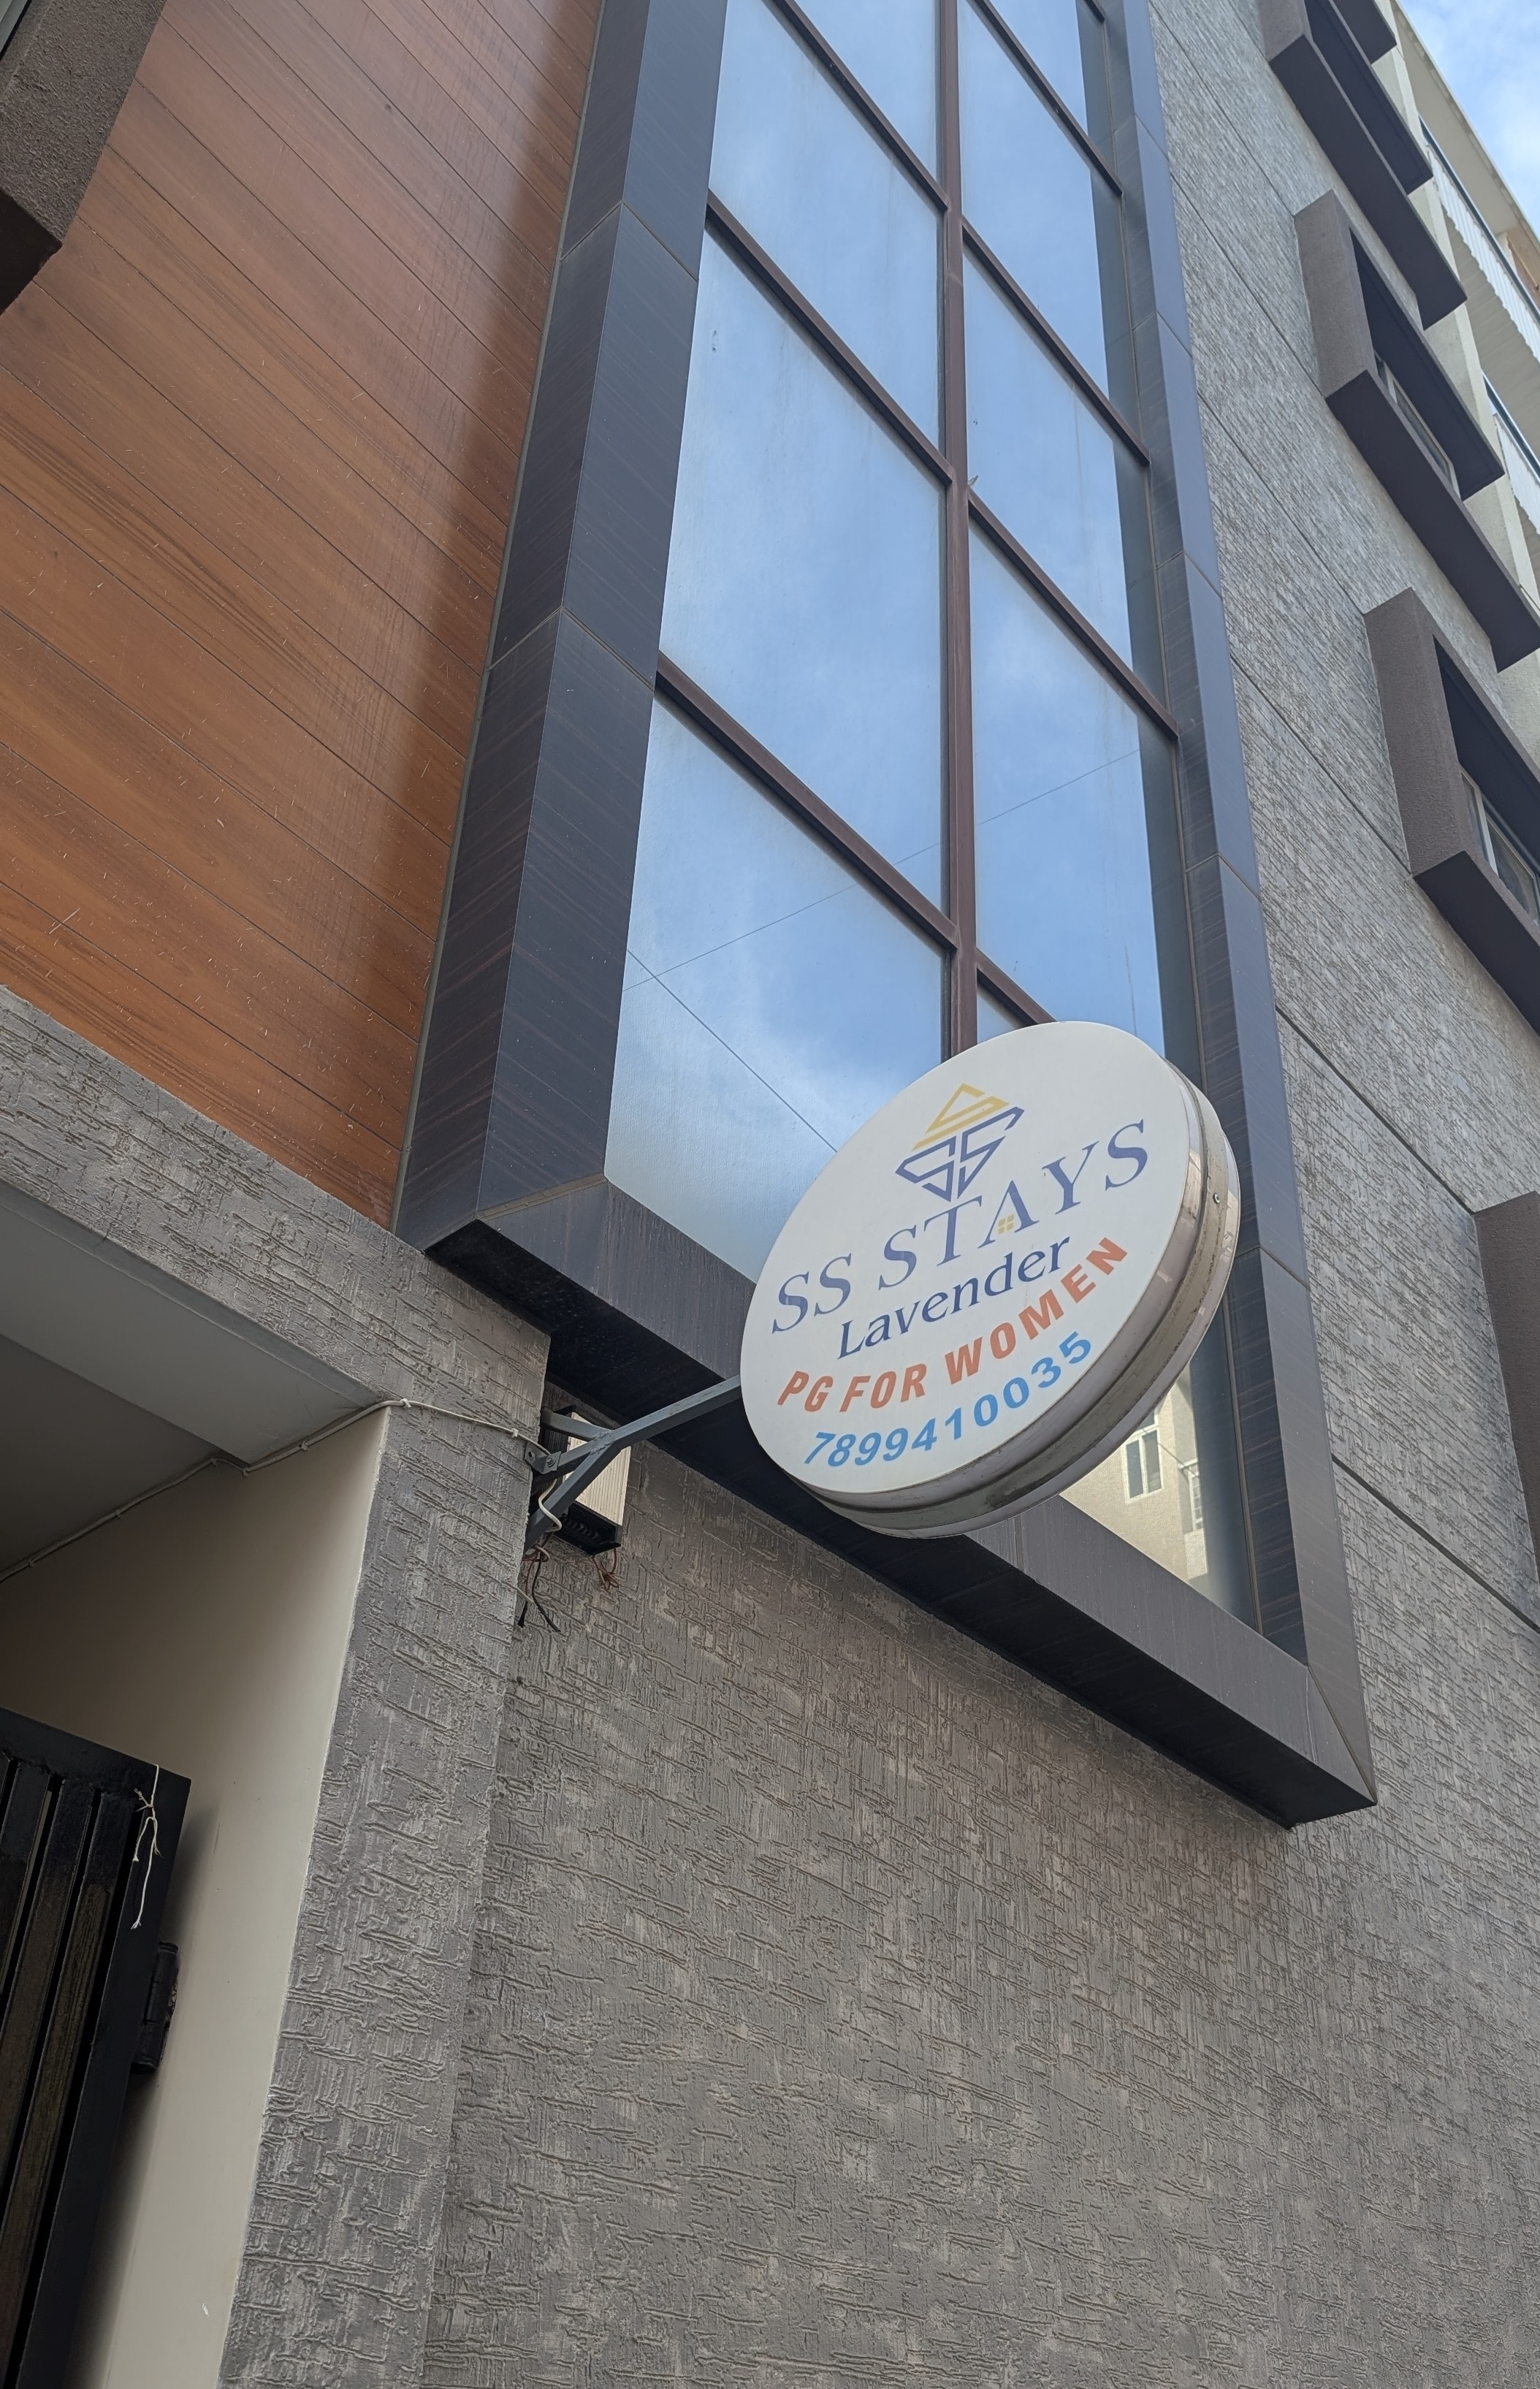 SS STAYS
Lavender
PG FOR WOMEN
7899410035